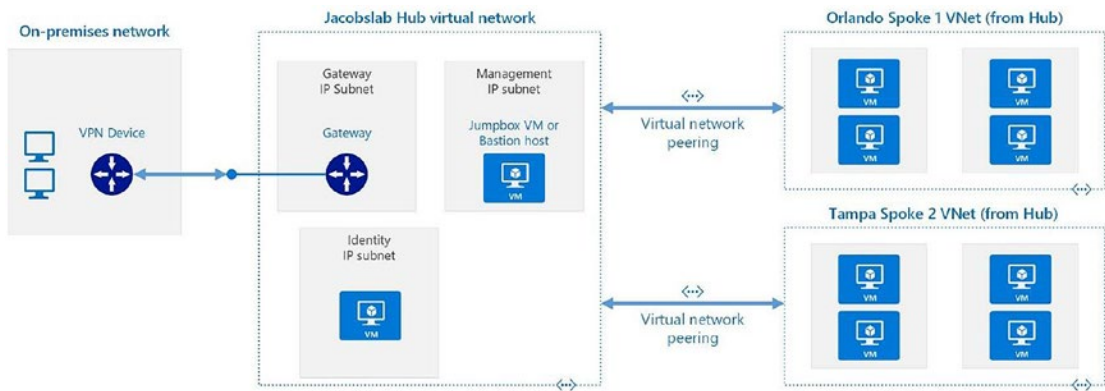 On-premises network
VPN Device
Jacobslab Hub virtual network
Gateway
IP Subnet
Gateway
Management
IP subnet
Jumpbox VM or
Bastion host
VM
Identity
IP subnet
VM
Virtual network
peering
Virtual network
peering
Orlando Spoke 1 VNet (from Hub)
VM
VM
VM
VM
Tampa Spoke 2 VNet (from Hub)
VM
VM
VM
VM